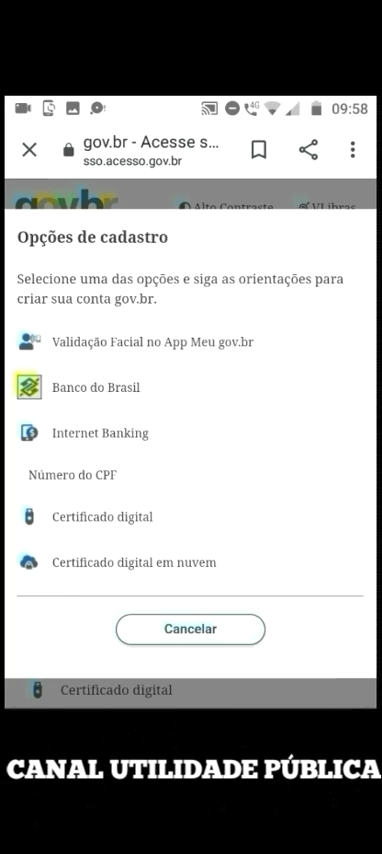 09:58
gov.br - Acesse s...
sso.acesso.gov.br
govbr
Alto Contraste VLibras
Opções de cadastro
Selecione uma das opções e siga as orientações para
criar sua conta gov.br.
Validação Facial no App Meu gov.br
Banco do Brasil
Internet Banking
Número do CPF
Certificado digital
Certificado digital em nuvem
Cancelar
Certificado digital
CANAL UTILIDADE PÚBLICA